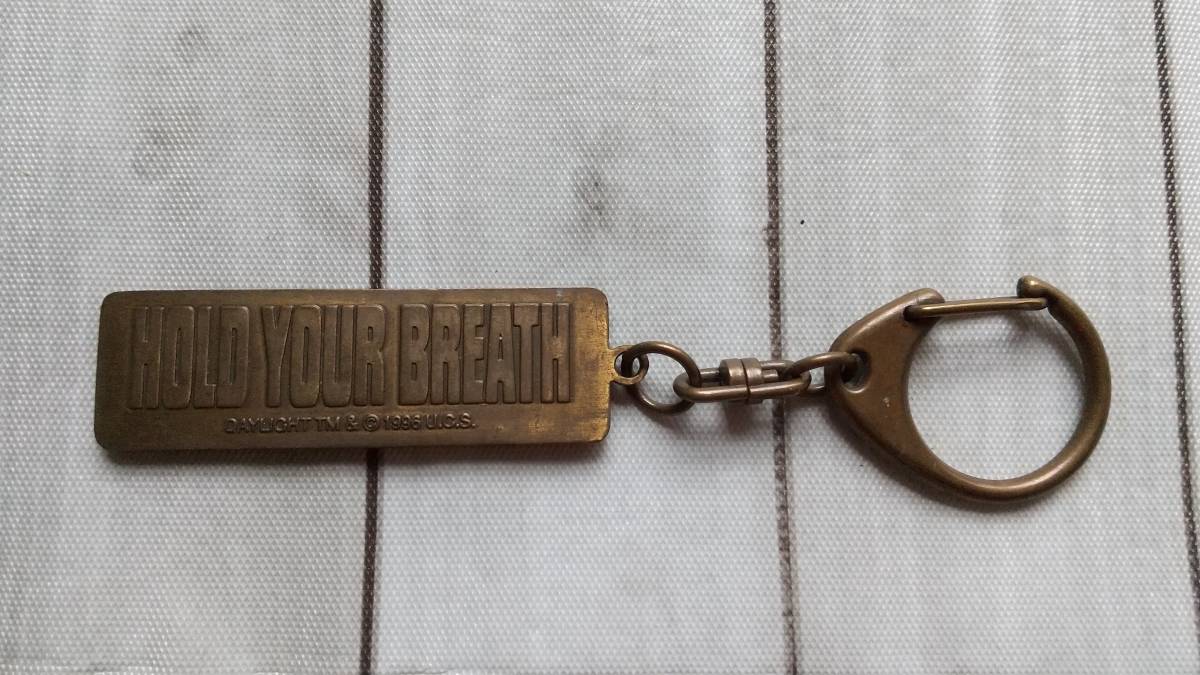 HOLD YOUR BREATH
DAYLIGHT TM & © 1996 U.C.S.